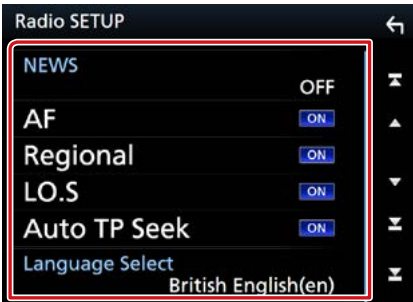 Radio SETUP
NEWS
OFF
AF ON
Regional ON
LO.S ON
Auto TP Seek ON
Language Select
British English(en)